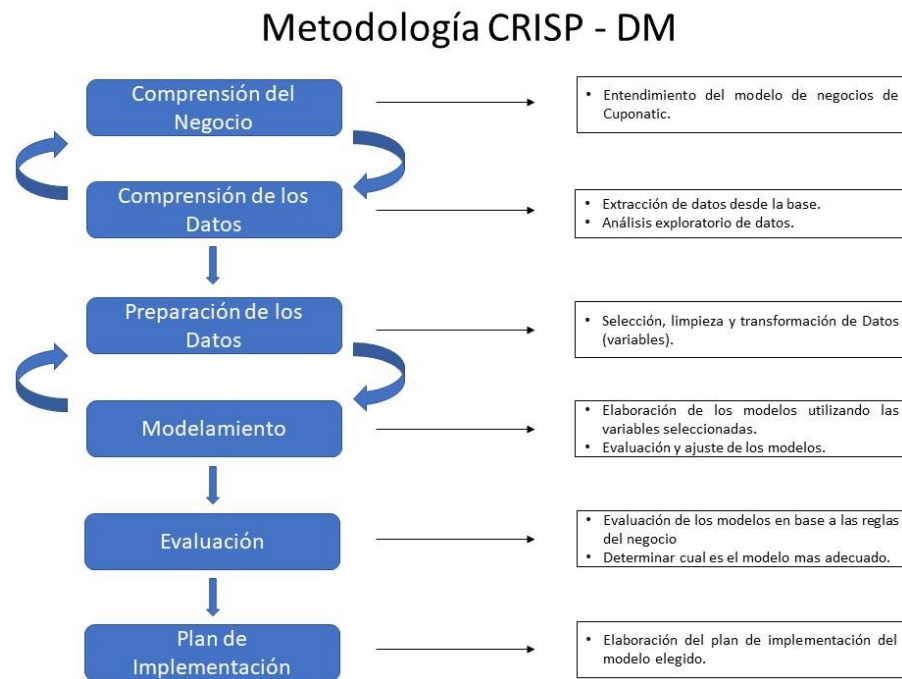 Metodología CRISP - DM
Comprensión del
Negocio
• Entendimiento del modelo de negocios de
Cuponatic.
Comprensión de los
Datos
• Extracción de datos desde la base.
• Análisis exploratorio de datos.
Preparación de los
Datos
• Selección, limpieza y transformación de Datos
(variables).
Modelamiento
• Elaboración de los modelos utilizando las
variables seleccionadas.
• Evaluación y ajuste de los modelos.
Evaluación
• Evaluación de los modelos en base a las reglas
del negocio
• Determinar cual es el modelo mas adecuado.
Plan de
Implementación
• Elaboración del plan de implementación del
modelo elegido.